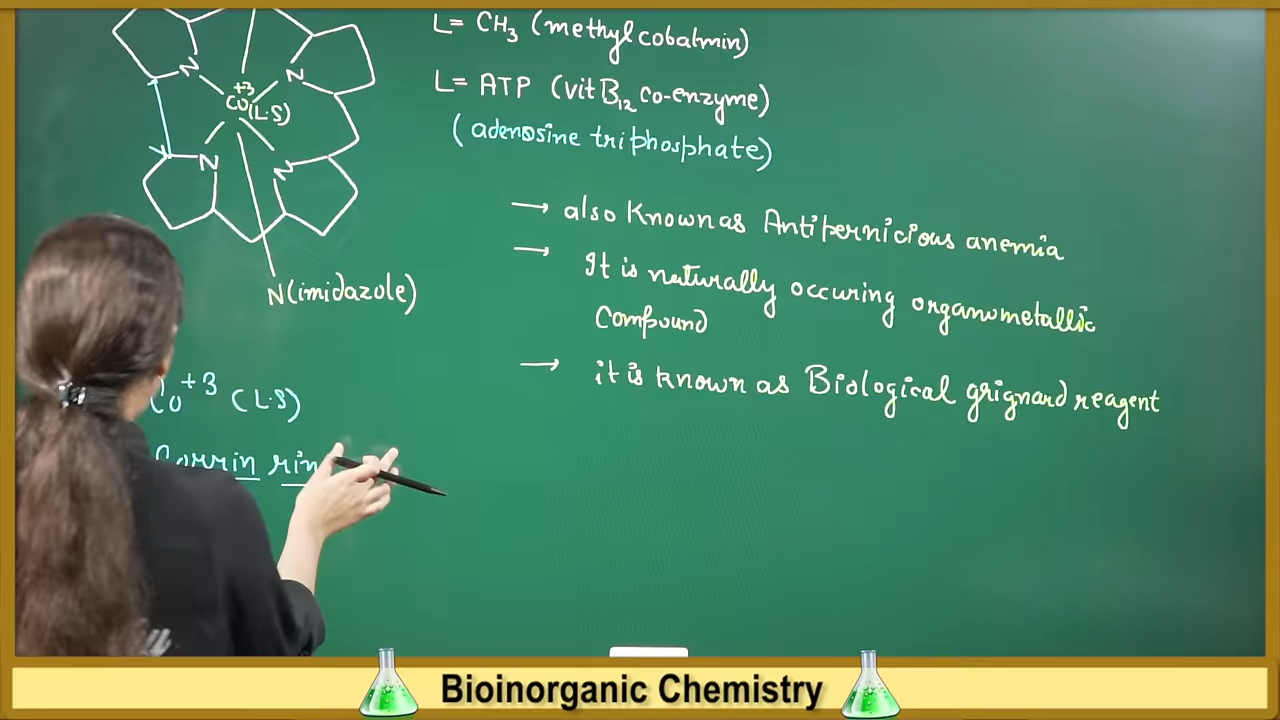 L= CH3 (methyl cobalmin)
L= ATP (vit B12 co-enzyme)
(adenosine triphosphate)
N
N
+3
CO(L.S)
N
N
N(imidazole)
→ also Known as Antipernicious anemia
→ It is naturally occuring organometallic
Compound
→ it is known as Biological grignard reagent
Co+3 (L.S)
Corrin rin
Bioinorganic Chemistry